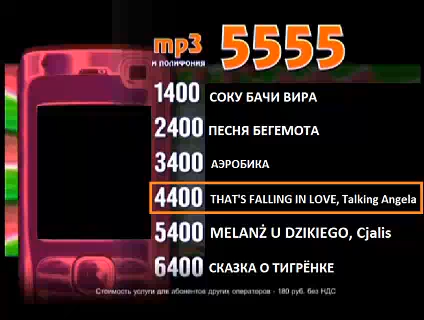 mp3 5555
и полифония
1400 СОКУ БАЧИ ВИРА
2400 ПЕСНЯ БЕГЕМОТА
3400 АЭРОБИКА
4400 THAT'S FALLING IN LOVE, Talking Angela
5400 MELANŻ U DZIKIEGO, Cjalis
6400 СКАЗКА О ТИГРЁНКЕ
Стоимость услуги для абонентов других операторов - 180 руб. без НДС